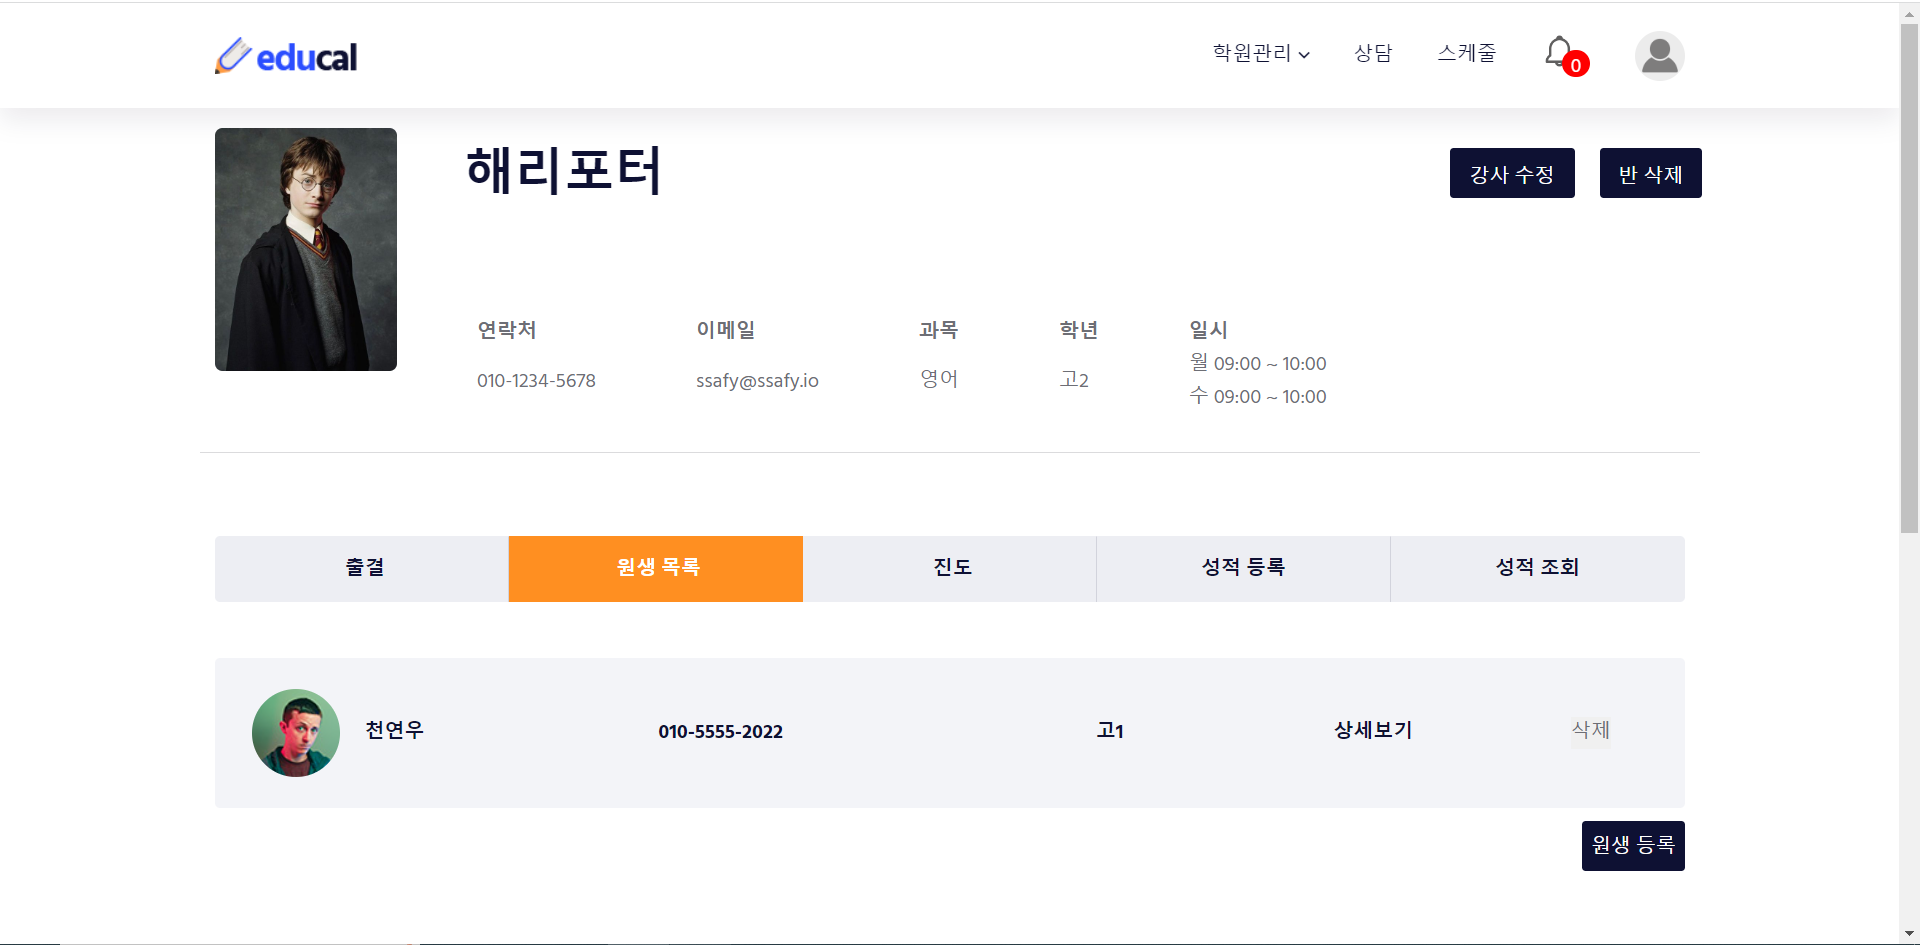 educal
학원관리
상담
스케줄
0
해리포터
강사 수정
반 삭제
연락처
이메일
과목
학년
일시
010-1234-5678
ssafy@ssafy.io
영어
고2
월 09:00 ~ 10:00
수 09:00 ~ 10:00
출결
원생 목록
진도
성적 등록
성적 조회
천연우
010-5555-2022
고1
상세보기
삭제
원생 등록